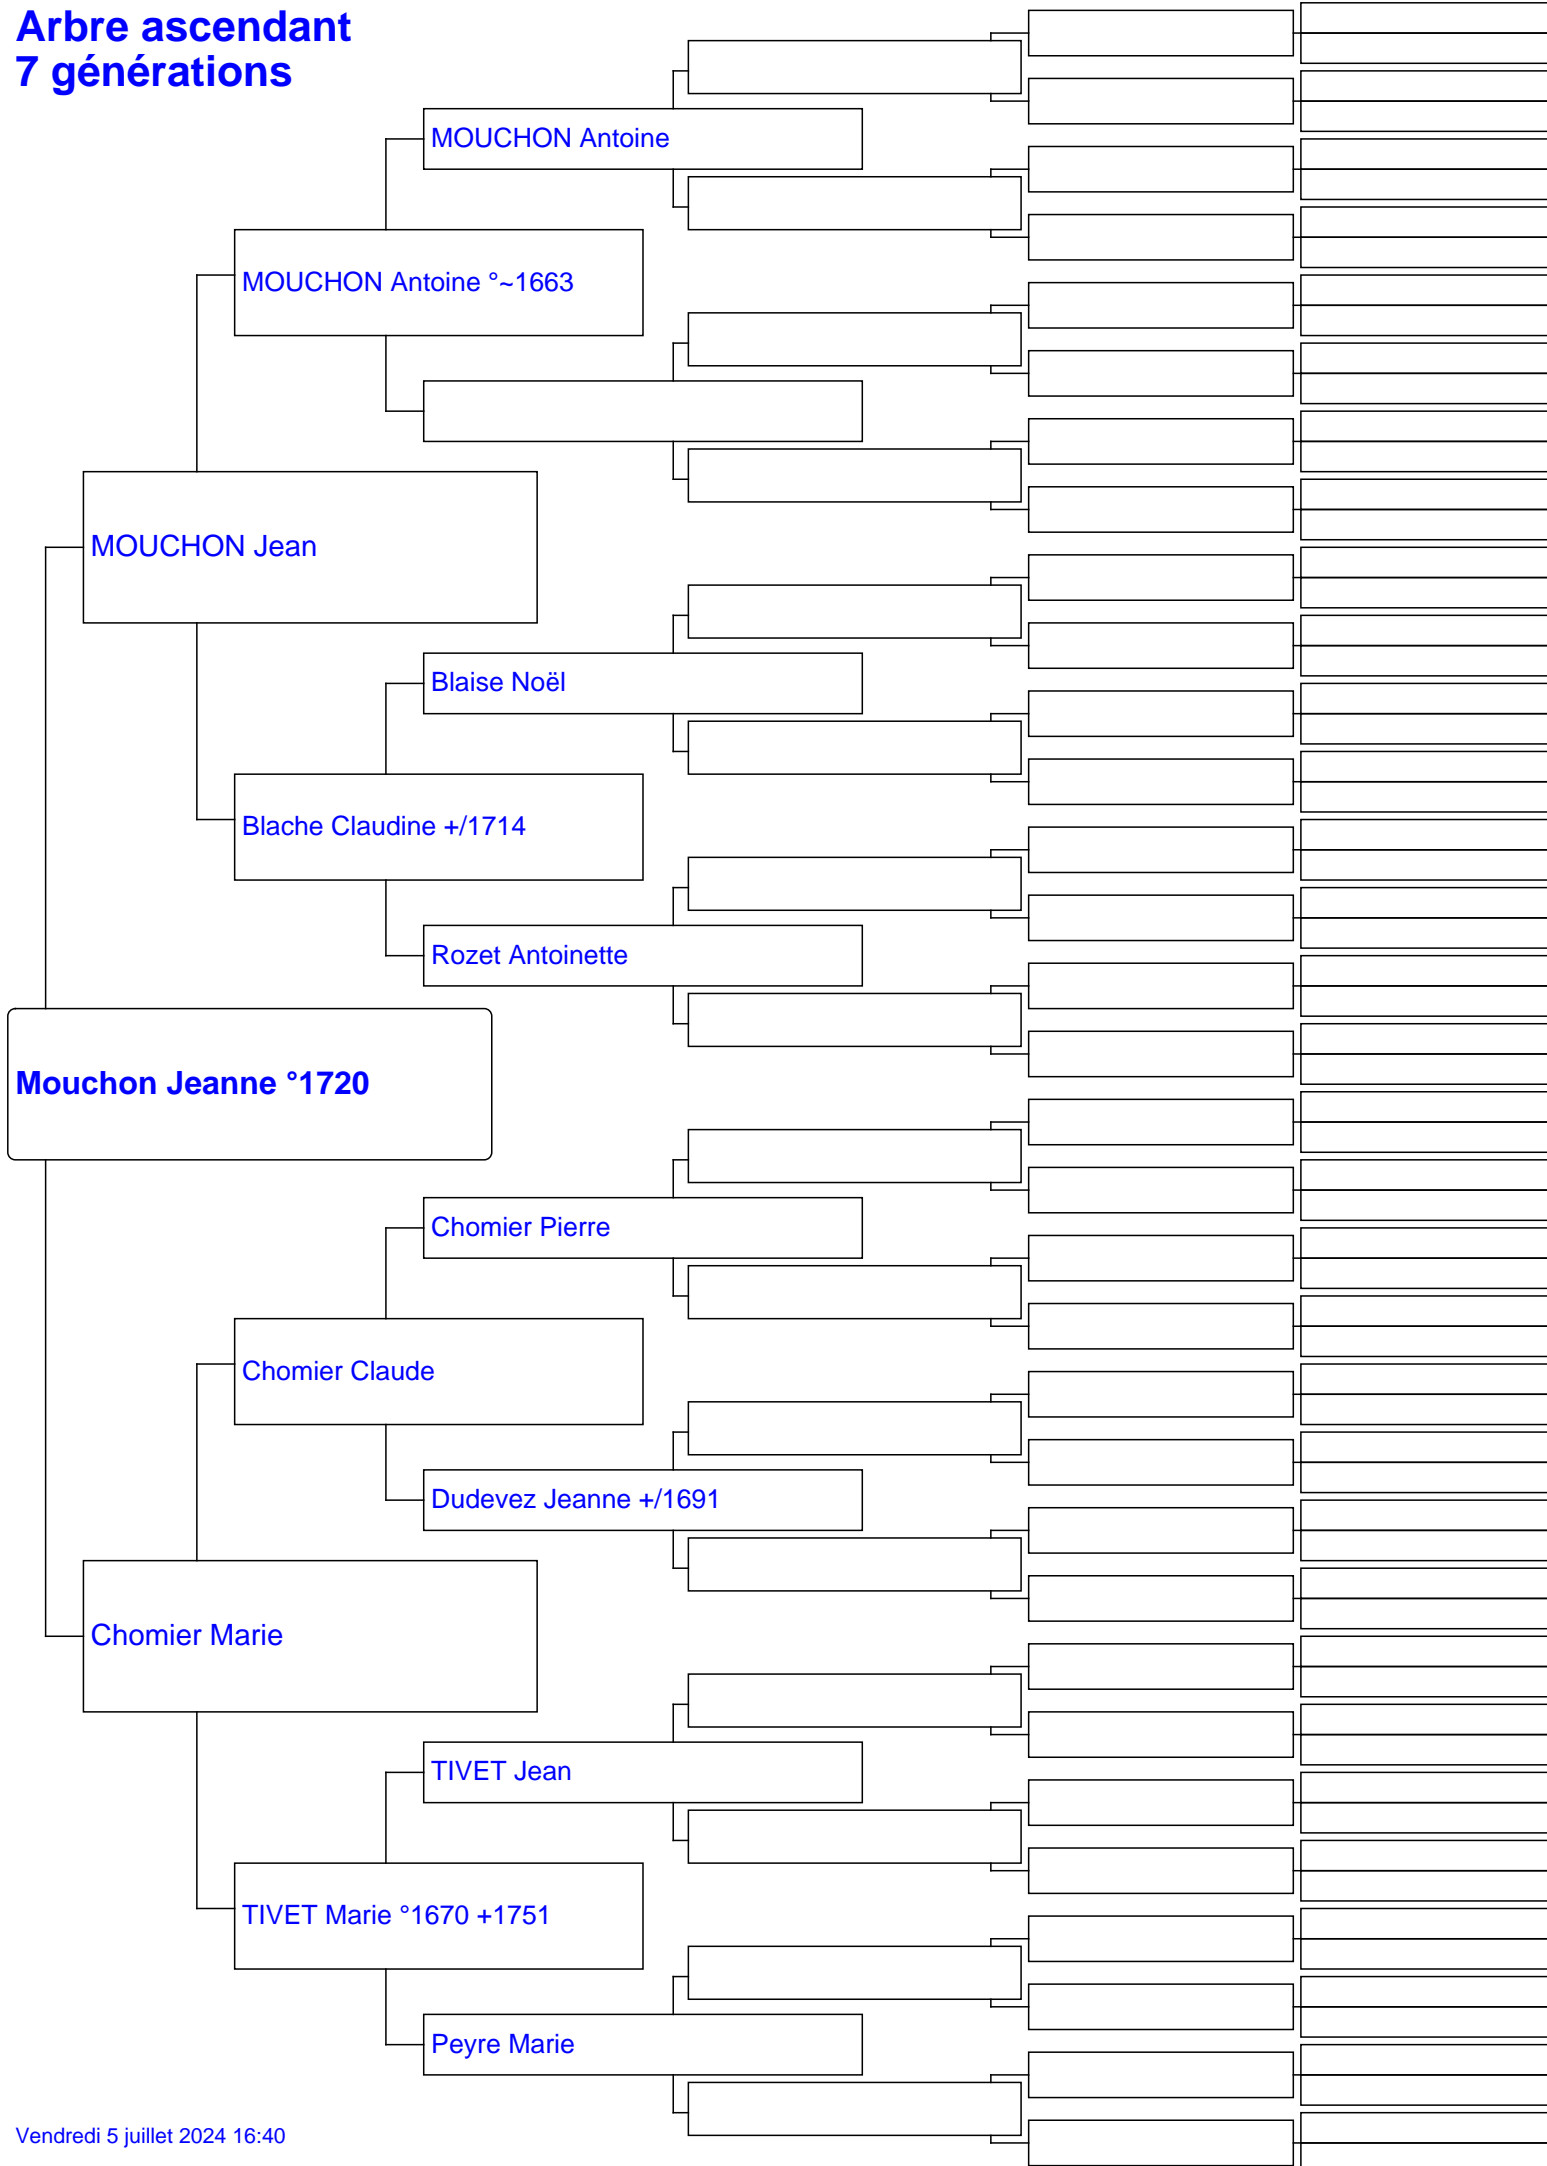 Arbre ascendant
7 générations
MOUCHON Antoine
MOUCHON Antoine °~1663
MOUCHON Jean
Blaise Noël
Blache Claudine +/1714
Rozet Antoinette
Mouchon Jeanne °1720
Chomier Pierre
Chomier Claude
Dudevez Jeanne +/1691
Chomier Marie
TIVET Jean
TIVET Marie °1670 +1751
Peyre Marie
Vendredi 5 juillet 2024 16:40